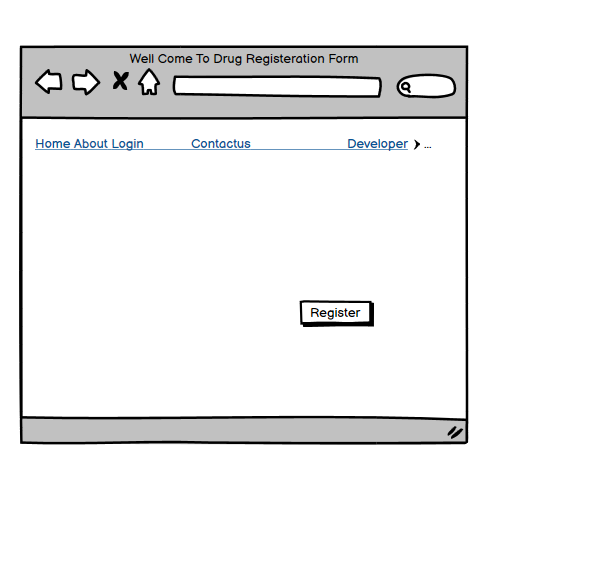 Well Come To Drug Registeration Form
Home About Login Contactus Developer ...
Register